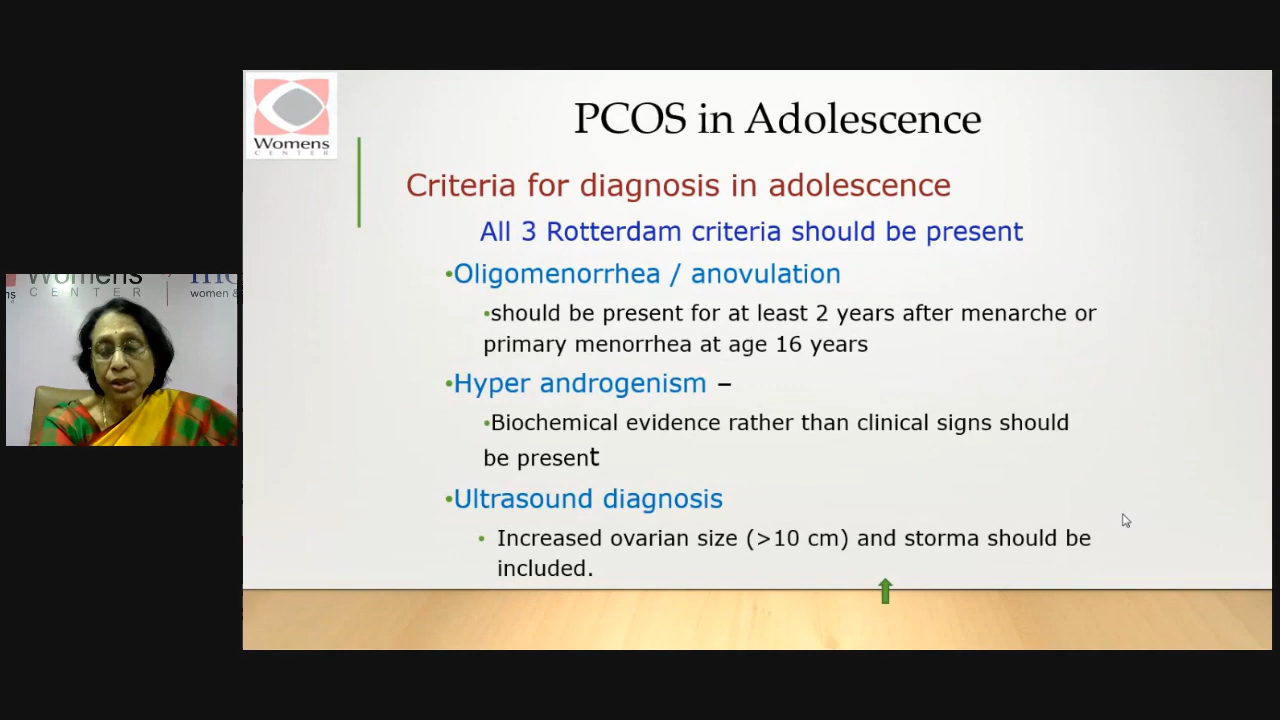 Womens
CENTER
PCOS in Adolescence
Criteria for diagnosis in adolescence
All 3 Rotterdam criteria should be present
•Oligomenorrhea / anovulation
•should be present for at least 2 years after menarche or
primary menorrhea at age 16 years
•Hyper androgenism –
•Biochemical evidence rather than clinical signs should
be present
•Ultrasound diagnosis
• Increased ovarian size (>10 cm) and storma should be
included.
Womens
CENTER
ns
women &